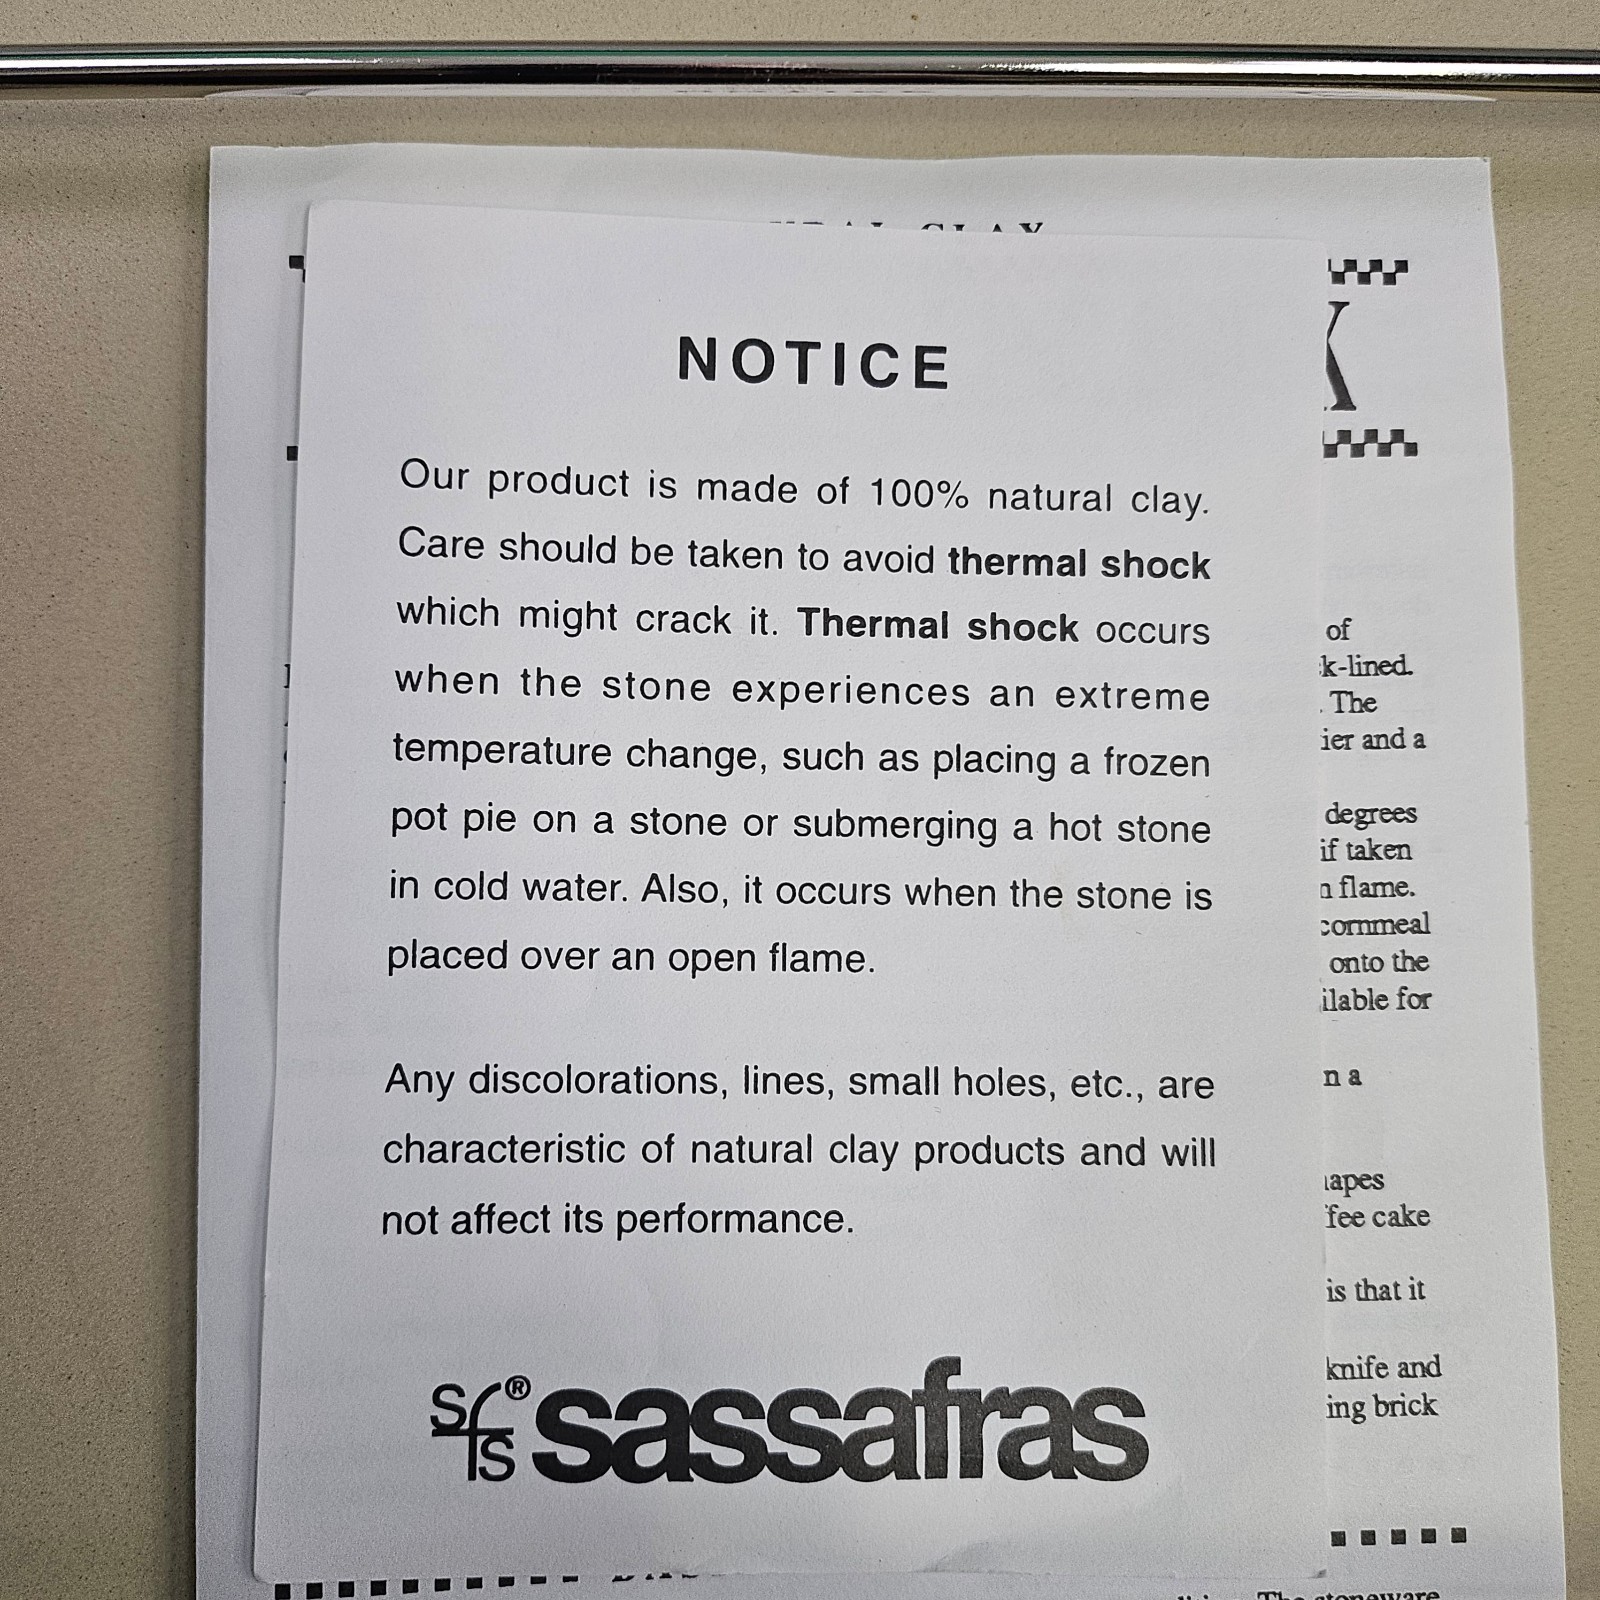 CLAY
NOTICE
Our product is made of 100% natural clay.
Care should be taken to avoid thermal shock
which might crack it. Thermal shock occurs
when the stone experiences an extreme
temperature change, such as placing a frozen
pot pie on a stone or submerging a hot stone
in cold water. Also, it occurs when the stone is
placed over an open flame.
Any discolorations, lines, small holes, etc., are
characteristic of natural clay products and will
not affect its performance.
sfrs® sassafras
of
k-lined.
. The
ier and a
degrees
if taken
flame.
cornmeal
onto the
ilable for
n a
apes
fee cake
is that it
knife and
ing brick
The stoneware